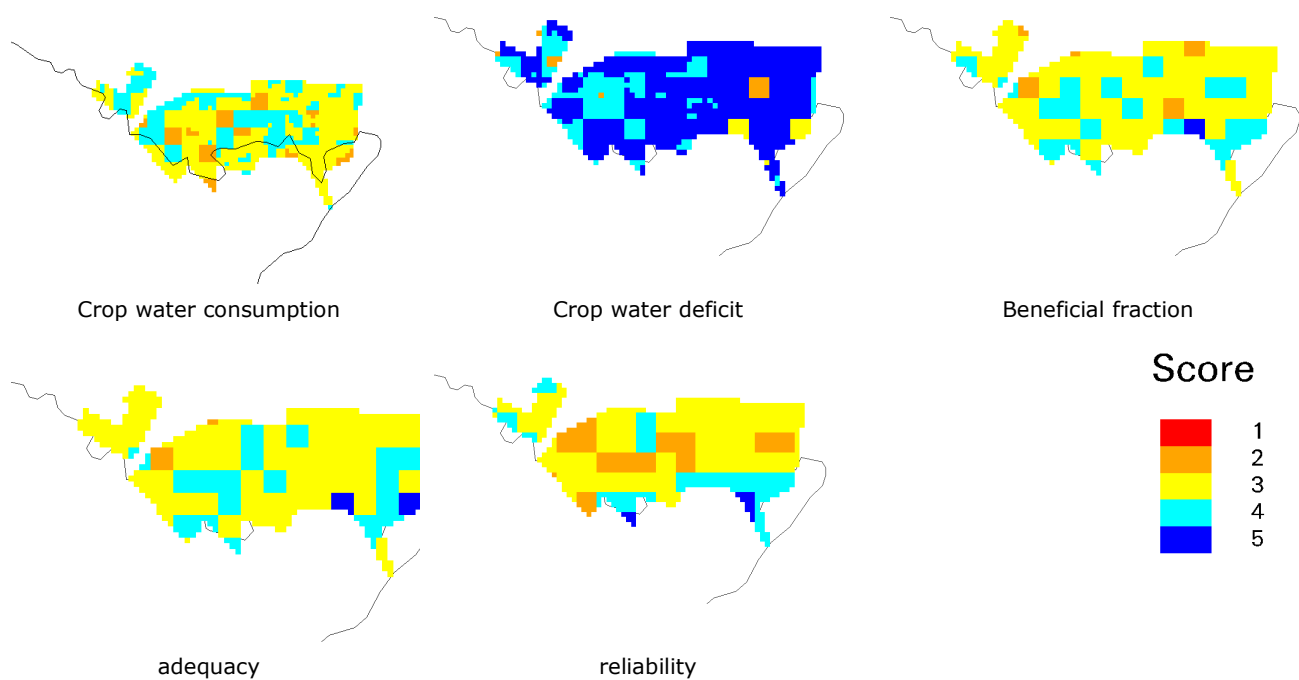 Crop water consumption
Crop water deficit
Beneficial fraction
adequacy
reliability
Score
1
2
3
4
5